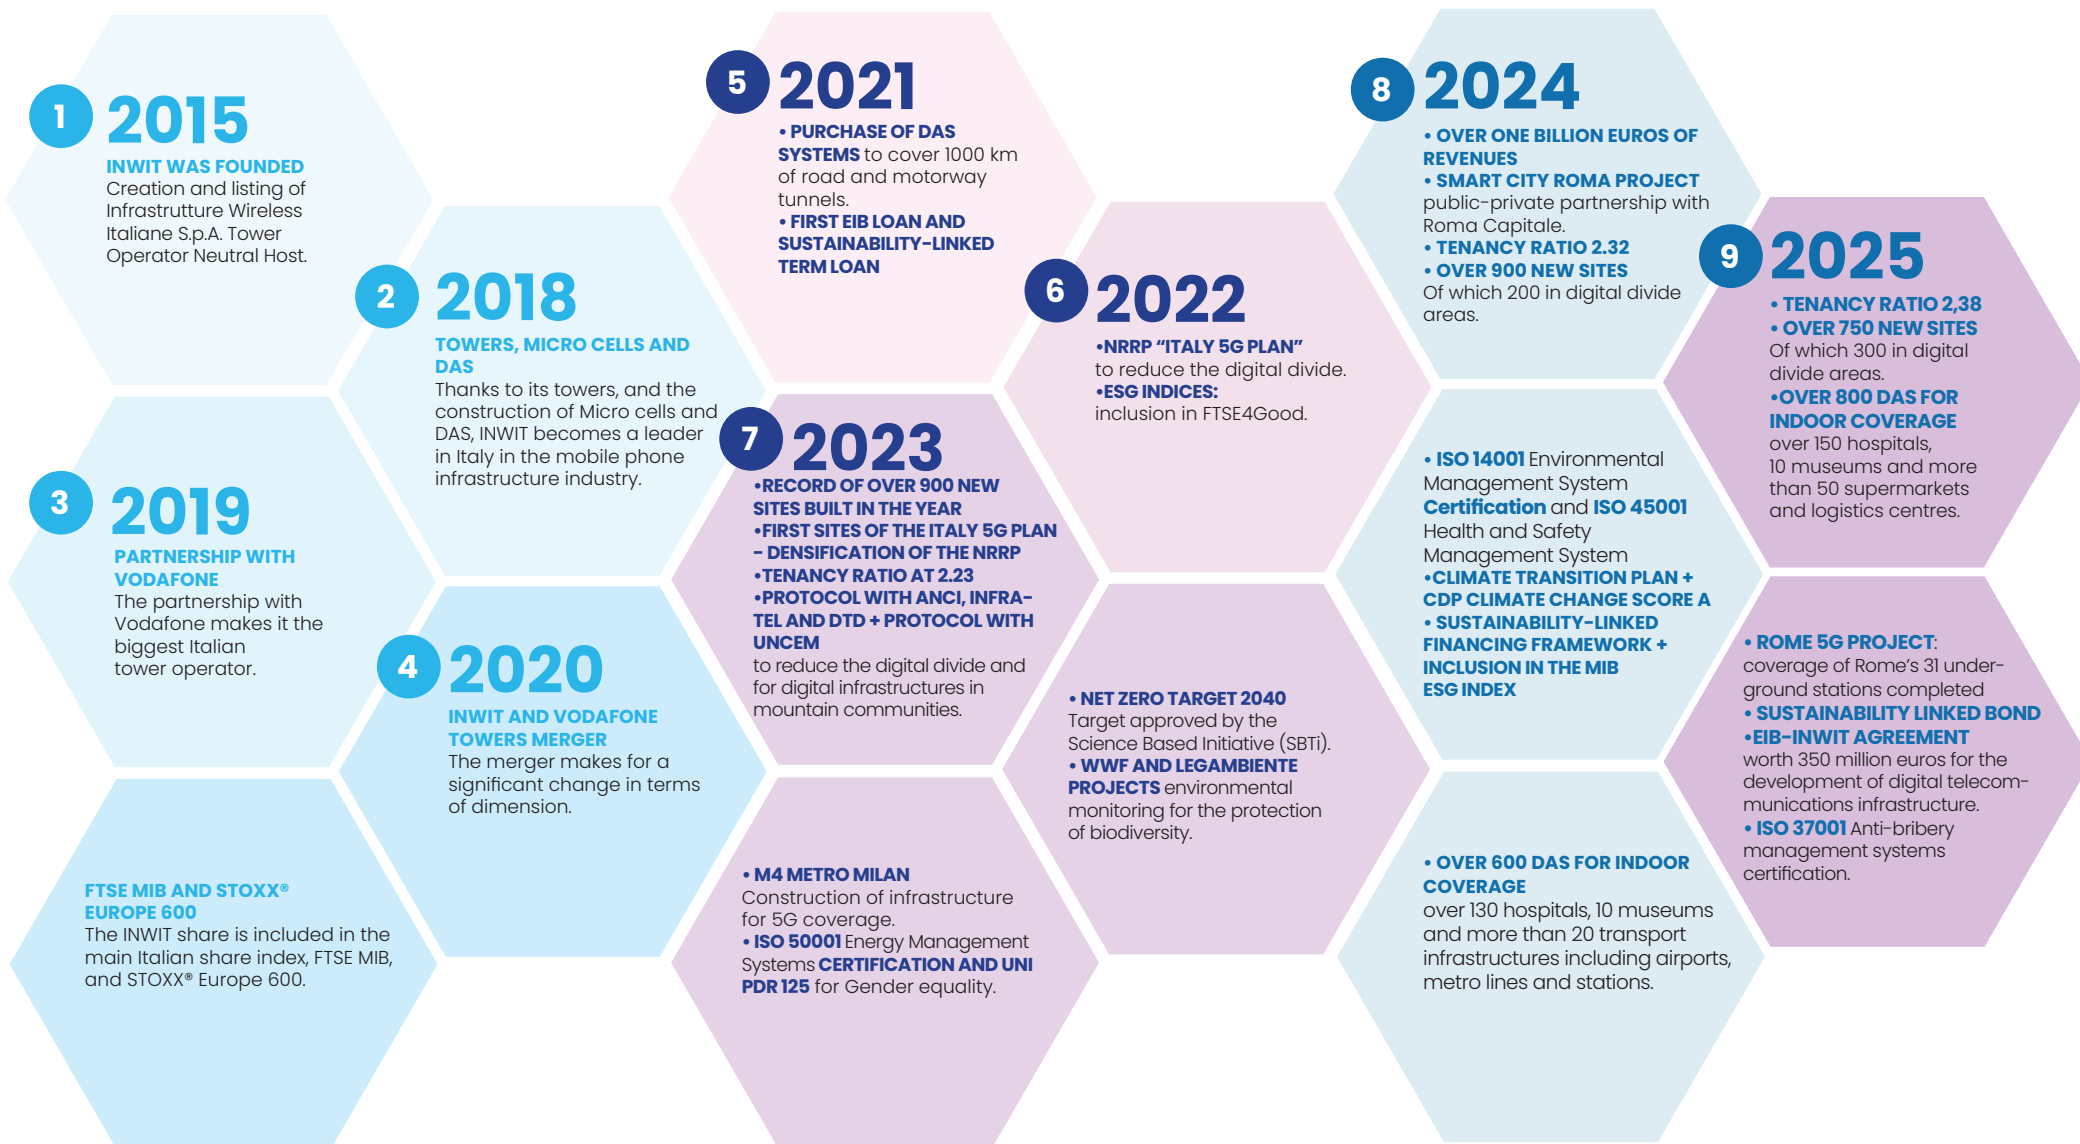 1
2015
INWIT WAS FOUNDED
Creation and listing of
Infrastrutture Wireless
Italiane S.p.A. Tower
Operator Neutral Host.
2
2018
TOWERS, MICRO CELLS AND
DAS
Thanks to its towers, and the
construction of Micro cells and
DAS, INWIT becomes a leader
in Italy in the mobile phone
infrastructure industry.
3
2019
PARTNERSHIP WITH
VODAFONE
The partnership with
Vodafone makes it the
biggest Italian
tower operator.
4
2020
INWIT AND VODAFONE
TOWERS MERGER
The merger makes for a
significant change in terms
of dimension.
FTSE MIB AND STOXX®
EUROPE 600
The INWIT share is included in the
main Italian share index, FTSE MIB,
and STOXX® Europe 600.
5
2021
• PURCHASE OF DAS
SYSTEMS to cover 1000 km
of road and motorway
tunnels.
• FIRST EIB LOAN AND
SUSTAINABILITY-LINKED
TERM LOAN
6
2022
•NRRP “ITALY 5G PLAN”
to reduce the digital divide.
•ESG INDICES:
inclusion in FTSE4Good.
7
2023
•RECORD OF OVER 900 NEW
SITES BUILT IN THE YEAR
•FIRST SITES OF THE ITALY 5G PLAN
- DENSIFICATION OF THE NRRP
•TENANCY RATIO AT 2.23
•PROTOCOL WITH ANCI, INFRA-
TEL AND DTD + PROTOCOL WITH
UNCEM
to reduce the digital divide and
for digital infrastructures in
mountain communities.
• NET ZERO TARGET 2040
Target approved by the
Science Based Initiative (SBTi).
• WWF AND LEGAMBIENTE
PROJECTS environmental
monitoring for the protection
of biodiversity.
• M4 METRO MILAN
Construction of infrastructure
for 5G coverage.
• ISO 50001 Energy Management
Systems CERTIFICATION AND UNI
PDR 125 for Gender equality.
8
2024
• OVER ONE BILLION EUROS OF
REVENUES
• SMART CITY ROMA PROJECT
public-private partnership with
Roma Capitale.
• TENANCY RATIO 2.32
• OVER 900 NEW SITES
Of which 200 in digital divide
areas.
• ISO 14001 Environmental
Management System
Certification and ISO 45001
Health and Safety
Management System
•CLIMATE TRANSITION PLAN +
CDP CLIMATE CHANGE SCORE A
• SUSTAINABILITY-LINKED
FINANCING FRAMEWORK +
INCLUSION IN THE MIB
ESG INDEX
• OVER 600 DAS FOR INDOOR
COVERAGE
over 130 hospitals, 10 museums
and more than 20 transport
infrastructures including airports,
metro lines and stations.
9
2025
• TENANCY RATIO 2,38
• OVER 750 NEW SITES
Of which 300 in digital
divide areas.
•OVER 800 DAS FOR
INDOOR COVERAGE
over 150 hospitals,
10 museums and more
than 50 supermarkets
and logistics centres.
• ROME 5G PROJECT:
coverage of Rome’s 31 under-
ground stations completed
• SUSTAINABILITY LINKED BOND
•EIB-INWIT AGREEMENT
worth 350 million euros for the
development of digital telecom-
munications infrastructure.
• ISO 37001 Anti-bribery
management systems
certification.